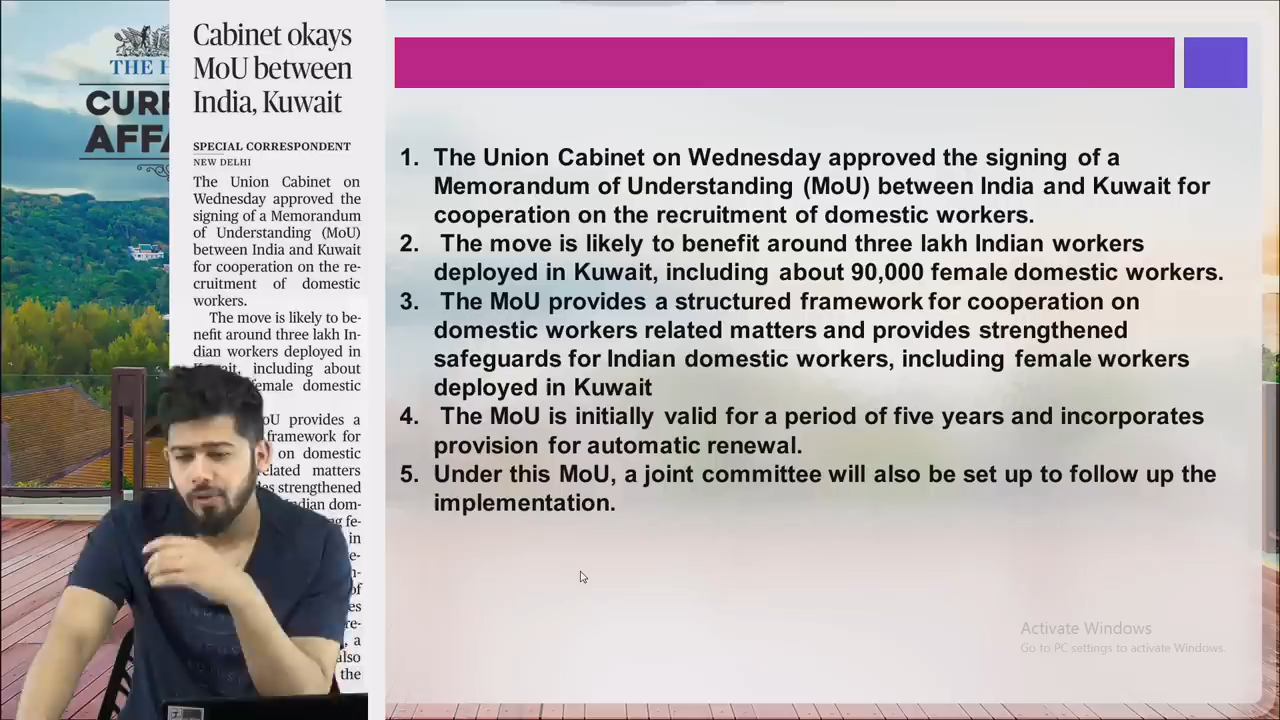 THE H
CURR
AFFA
Cabinet okays
MoU between
India, Kuwait
SPECIAL CORRESPONDENT
NEW DELHI
The Union Cabinet on
Wednesday approved the
signing of a Memorandum
of Understanding (MoU)
between India and Kuwait
for cooperation on the re-
cruitment of domestic
workers.
The move is likely to be-
nefit around three lakh In-
dian workers deployed in
Kuwait, including about
female domestic
oU provides a
framework for
on domestic
elated matters
des strengthened
ndian dom-
ng fe-
in
e-
n-
of
es
re-
, a
also
the
1. The Union Cabinet on Wednesday approved the signing of a
Memorandum of Understanding (MoU) between India and Kuwait for
cooperation on the recruitment of domestic workers.
2. The move is likely to benefit around three lakh Indian workers
deployed in Kuwait, including about 90,000 female domestic workers.
3. The MoU provides a structured framework for cooperation on
domestic workers related matters and provides strengthened
safeguards for Indian domestic workers, including female workers
deployed in Kuwait
4. The MoU is initially valid for a period of five years and incorporates
provision for automatic renewal.
5. Under this MoU, a joint committee will also be set up to follow up the
implementation.
Activate Windows
Go to PC settings to activate Windows.